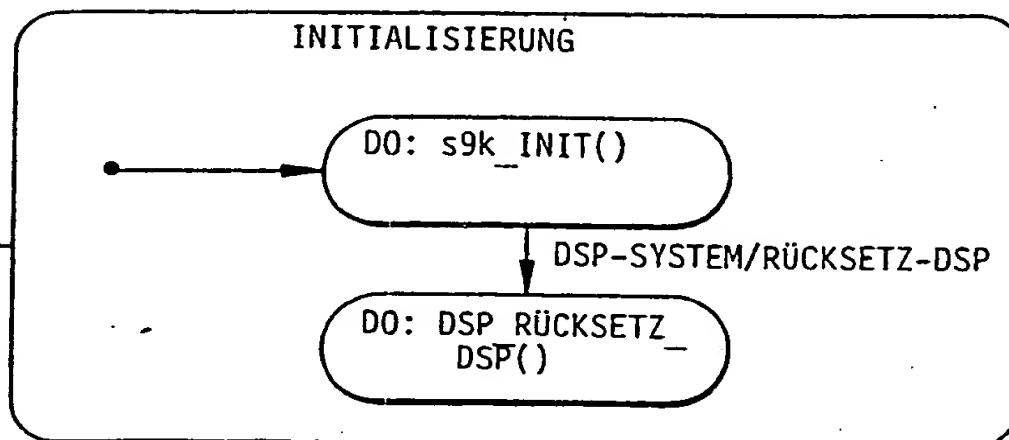 INITIALISIERUNG
DO: s9k_INIT()
DSP-SYSTEM/RÜCKSETZ-DSP
DO: DSP_RÜCKSETZ_
DSP()